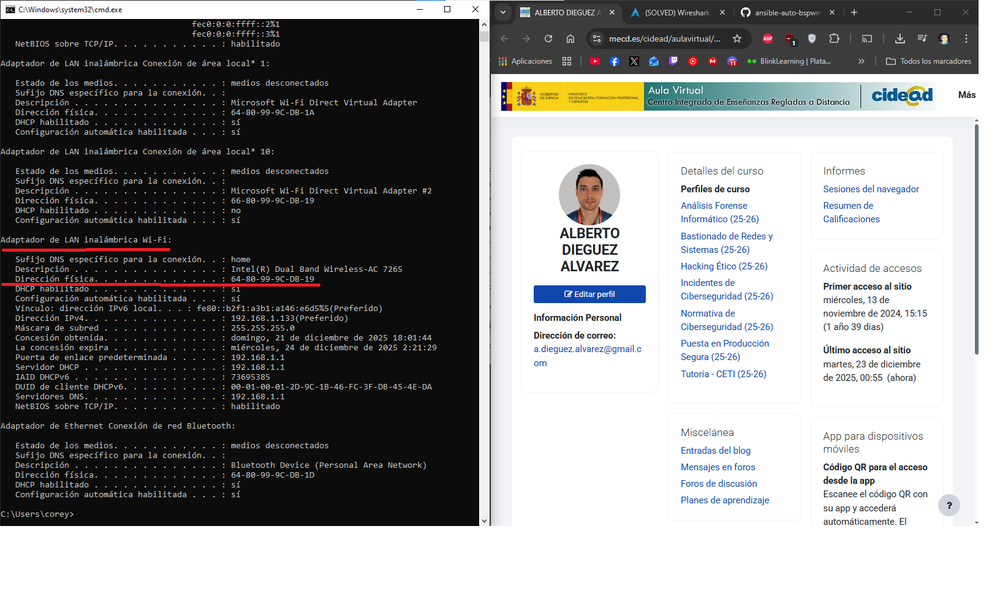 C:\Windows\system32\cmd.exe
fec0:0:0:ffff::2%1
fec0:0:0:ffff::3%1
NetBIOS sobre TCP/IP. . . . . . . . . . . : habilitado
Adaptador de LAN inalámbrica Conexión de área local* 1:
Estado de los medios. . . . . . . . . . . : medios desconectados
Sufijo DNS específico para la conexión. . :
Descripción . . . . . . . . . . . . . . . : Microsoft Wi-Fi Direct Virtual Adapter
Dirección física. . . . . . . . . . . . . : 64-80-99-9C-DB-1A
DHCP habilitado . . . . . . . . . . . . . : sí
Configuración automática habilitada . . . : sí
Adaptador de LAN inalámbrica Conexión de área local* 10:
Estado de los medios. . . . . . . . . . . : medios desconectados
Sufijo DNS específico para la conexión. . :
Descripción . . . . . . . . . . . . . . . : Microsoft Wi-Fi Direct Virtual Adapter #2
Dirección física. . . . . . . . . . . . . : 66-80-99-9C-DB-19
DHCP habilitado . . . . . . . . . . . . . : no
Configuración automática habilitada . . . : sí
Adaptador de LAN inalámbrica Wi-Fi:
Sufijo DNS específico para la conexión. . : home
Descripción . . . . . . . . . . . . . . . : Intel(R) Dual Band Wireless-AC 7265
Dirección física. . . . . . . . . . . . . : 64-80-99-9C-DB-19
DHCP habilitado . . . . . . . . . . . . . : sí
Configuración automática habilitada . . . : sí
Vínculo: dirección IPv6 local. . . : fe80::b2f1:a3b1:a146:e6d5%5(Preferido)
Dirección IPv4. . . . . . . . . . . . . . : 192.168.1.133(Preferido)
Máscara de subred . . . . . . . . . . . . : 255.255.255.0
Concesión obtenida. . . . . . . . . . . . : domingo, 21 de diciembre de 2025 18:01:44
La concesión expira . . . . . . . . . . . : miércoles, 24 de diciembre de 2025 2:21:29
Puerta de enlace predeterminada . . . . . : 192.168.1.1
Servidor DHCP . . . . . . . . . . . . . . : 192.168.1.1
IAID DHCPv6 . . . . . . . . . . . . . . . : 73695385
DUID de cliente DHCPv6. . . . . . . . . . : 00-01-00-01-2D-9C-1B-46-FC-3F-DB-45-4E-DA
Servidores DNS. . . . . . . . . . . . . . : 192.168.1.1
NetBIOS sobre TCP/IP. . . . . . . . . . . : habilitado
Adaptador de Ethernet Conexión de red Bluetooth:
Estado de los medios. . . . . . . . . . . : medios desconectados
Sufijo DNS específico para la conexión. . :
Descripción . . . . . . . . . . . . . . . : Bluetooth Device (Personal Area Network)
Dirección física. . . . . . . . . . . . . : 64-80-99-9C-DB-1D
DHCP habilitado . . . . . . . . . . . . . : sí
Configuración automática habilitada . . . : sí
C:\Users\corey>
ALBERTO DIEGUEZ A
(SOLVED) Wireshark
ansible-auto-bspwm
mecd.es/cidead/aulavirtual/...
ABP
1
Aplicaciones
BlinkLearning | Plata...
Todos los marcadores
GOBIERNO
DE ESPAÑA
MINISTERIO
DE EDUCACIÓN, FORMACIÓN PROFESIONAL
Y DEPORTES
Aula Virtual
Centro Integrado de Enseñanzas Regladas a Distancia
cidead
Más
ALBERTO
DIEGUEZ
ALVAREZ
Editar perfil
Información Personal
Dirección de correo:
a.dieguez.alvarez@gmail.c
om
Detalles del curso
Perfiles de curso
Análisis Forense
Informático (25-26)
Bastionado de Redes y
Sistemas (25-26)
Hacking Ético (25-26)
Incidentes de
Ciberseguridad (25-26)
Normativa de
Ciberseguridad (25-26)
Puesta en Producción
Segura (25-26)
Tutoría - CETI (25-26)
Miscelánea
Entradas del blog
Mensajes en foros
Foros de discusión
Planes de aprendizaje
Informes
Sesiones del navegador
Resumen de
Calificaciones
Actividad de accesos
Primer acceso al sitio
miércoles, 13 de
noviembre de 2024, 15:15
(1 año 39 días)
Último acceso al sitio
martes, 23 de diciembre
de 2025, 00:55 (ahora)
App para dispositivos
móviles
Código QR para el acceso
desde la app
Escanee el código QR con
su app y accederá
automáticamente. El
?